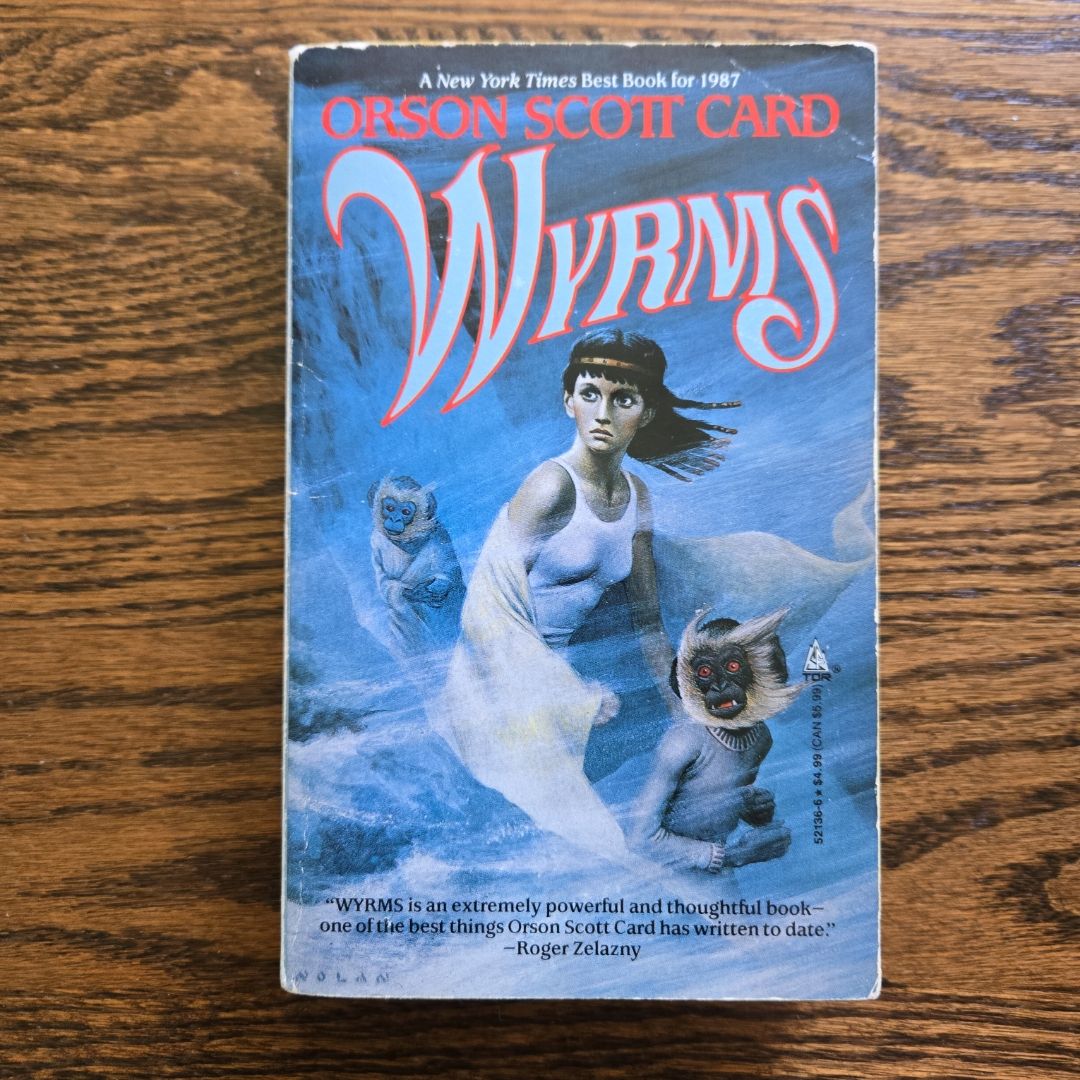 A New York Times Best Book for 1987
ORSON SCOTT CARD
WYRMS
TOR®
52136-6 ★ $4.99 (CAN $5.99)
“WYRMS is an extremely powerful and thoughtful book—
one of the best things Orson Scott Card has written to date.”
—Roger Zelazny
NOLAN